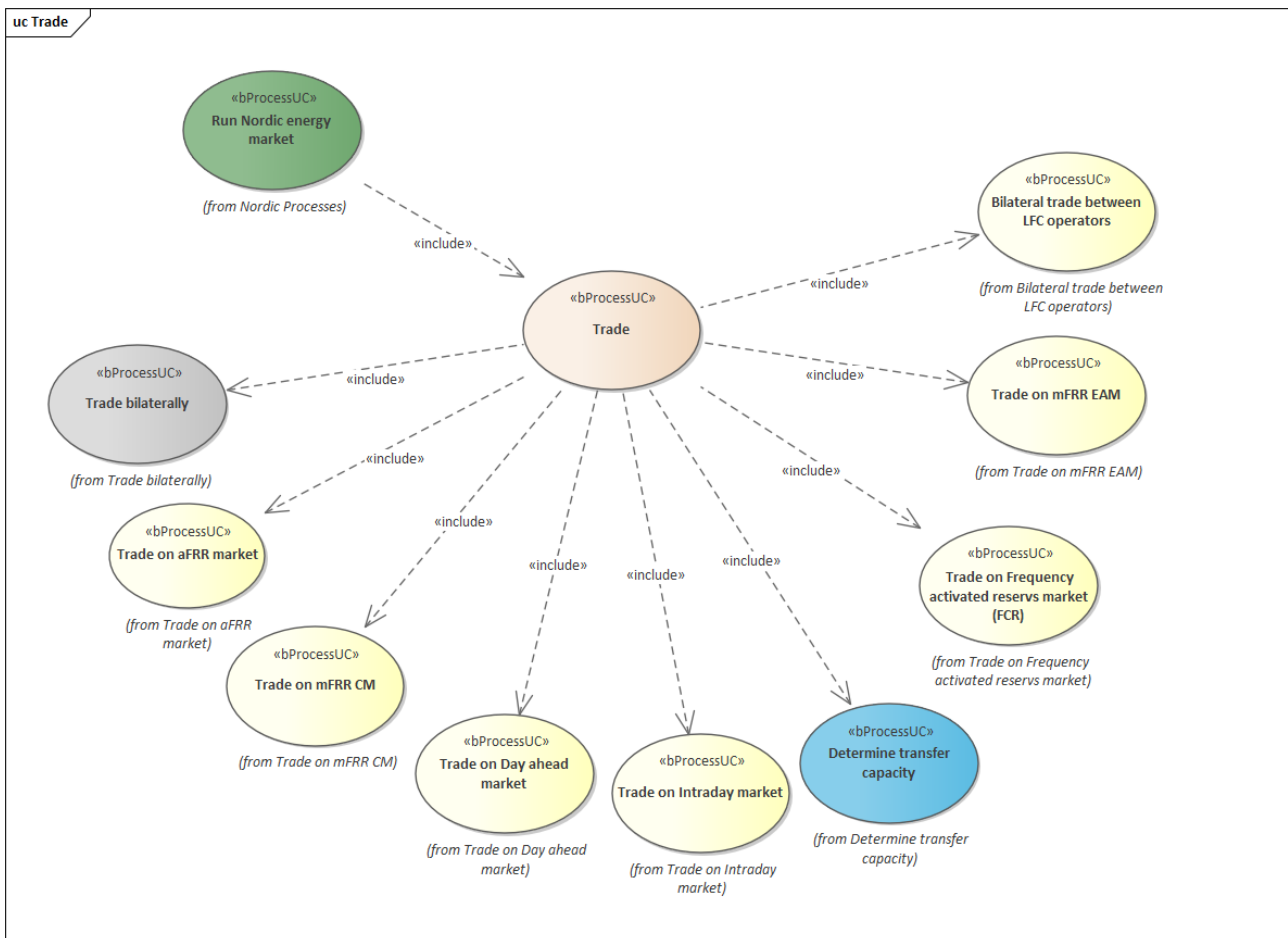 uc Trade
«bProcessUC»
Run Nordic energy
market
(from Nordic Processes)
«include»
«bProcessUC»
Bilateral trade between
LFC operators
(from Bilateral trade between
LFC operators)
«include»
«bProcessUC»
Trade
«include»
«bProcessUC»
Trade on mFRR EAM
(from Trade on mFRR EAM)
«include»
«bProcessUC»
Trade bilaterally
(from Trade bilaterally)
«include»
«include»
«bProcessUC»
Trade on aFRR market
(from Trade on aFRR
market)
«include»
«bProcessUC»
Trade on Frequency
activated reservs market
(FCR)
(from Trade on Frequency
activated reservs market)
«include»
«include»
«include»
«include»
«bProcessUC»
Trade on mFRR CM
(from Trade on mFRR CM)
«bProcessUC»
Trade on Day ahead
market
(from Trade on Day ahead
market)
«bProcessUC»
Trade on Intraday market
(from Trade on Intraday
market)
«bProcessUC»
Determine transfer
capacity
(from Determine transfer
capacity)